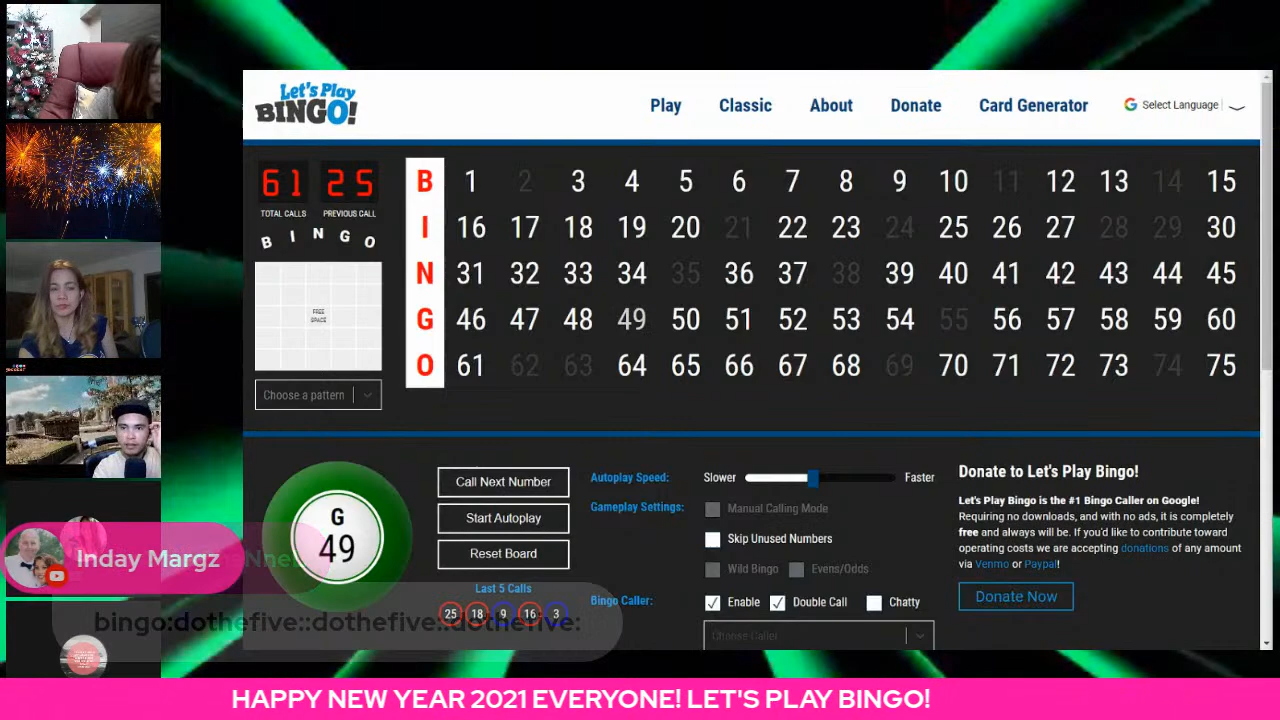 Let's Play
BINGO!
Play Classic About Donate Card Generator Select Language
61 25
TOTAL CALLS PREVIOUS CALL
B I N G O
FREE
SPACE
Choose a pattern
B 1 2 3 4 5 6 7 8 9 10 11 12 13 14 15
I 16 17 18 19 20 21 22 23 24 25 26 27 28 29 30
N 31 32 33 34 35 36 37 38 39 40 41 42 43 44 45
G 46 47 48 49 50 51 52 53 54 55 56 57 58 59 60
O 61 62 63 64 65 66 67 68 69 70 71 72 73 74 75
G
49
Call Next Number
Start Autoplay
Reset Board
Last 5 Calls
25 18 9 16 3
Autoplay Speed: Slower Faster
Gameplay Settings: Manual Calling Mode
Skip Unused Numbers
Wild Bingo Evens/Odds
Bingo Caller: Enable Double Call Chatty
Choose Caller
Donate to Let's Play Bingo!
Let's Play Bingo is the #1 Bingo Caller on Google!
Requiring no downloads, and with no ads, it is completely
free and always will be. If you'd like to contribute toward
operating costs we are accepting donations of any amount
via Venmo or Paypal!
Donate Now
Inday Margz
bingo:dothefive::dothefive::dothefive:
HAPPY NEW YEAR 2021 EVERYONE! LET'S PLAY BINGO!